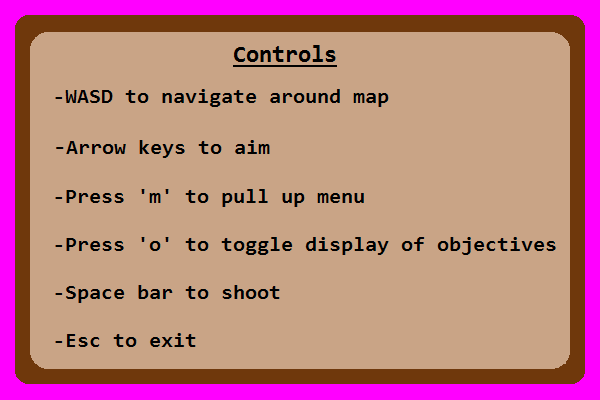 Controls
-WASD to navigate around map
-Arrow keys to aim
-Press 'm' to pull up menu
-Press 'o' to toggle display of objectives
-Space bar to shoot
-Esc to exit